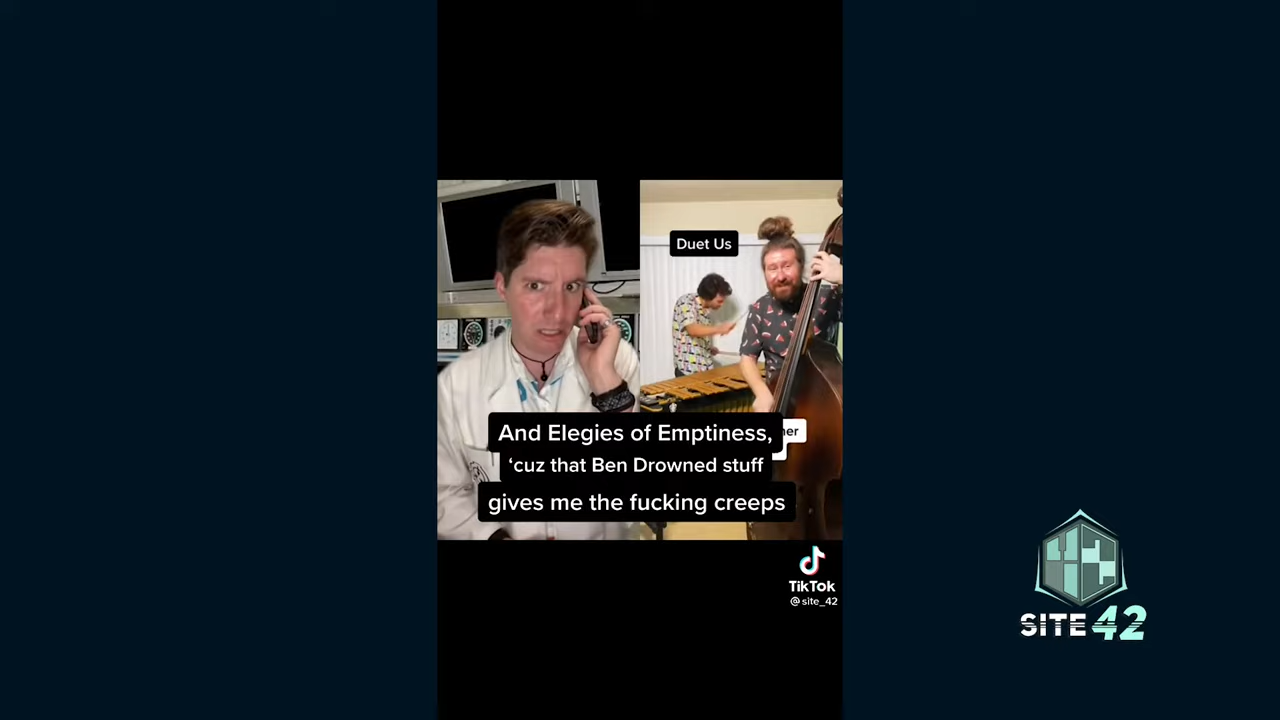 Duet Us
And Elegies of Emptiness,
‘cuz that Ben Drowned stuff
gives me the fucking creeps
TikTok
@site_42
SITE 42